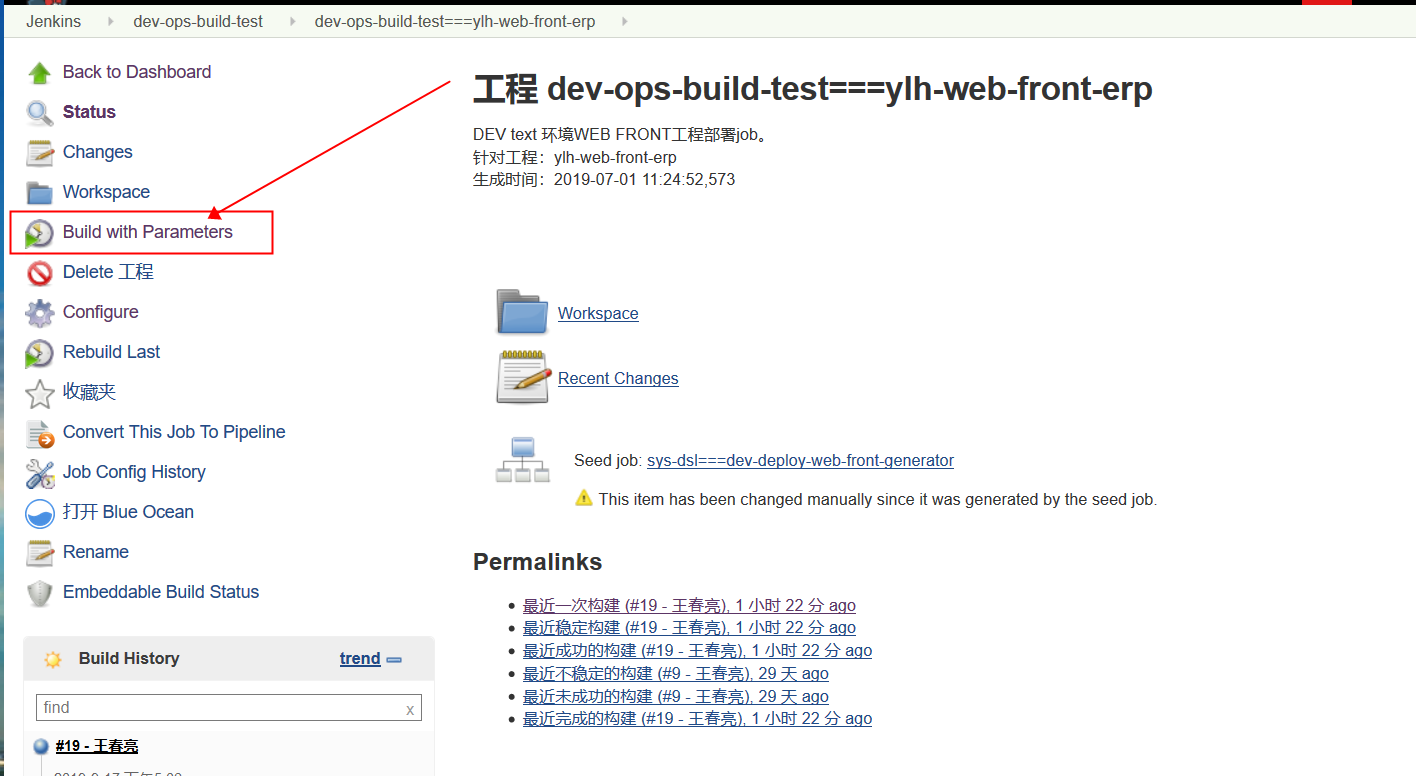 Jenkins dev-ops-build-test dev-ops-build-test===ylh-web-front-erp
Back to Dashboard
Status
Changes
Workspace
Build with Parameters
Delete 工程
Configure
Rebuild Last
收藏夹
Convert This Job To Pipeline
Job Config History
打开 Blue Ocean
Rename
Embeddable Build Status
Build History trend
find x
#19 - 王春亮
工程 dev-ops-build-test===ylh-web-front-erp
DEV text 环境WEB FRONT工程部署job。
针对工程：ylh-web-front-erp
生成时间：2019-07-01 11:24:52,573
Workspace
Recent Changes
Seed job: sys-dsl===dev-deploy-web-front-generator
This item has been changed manually since it was generated by the seed job.
Permalinks
最近一次构建 (#19 - 王春亮), 1 小时 22 分 ago
最近稳定构建 (#19 - 王春亮), 1 小时 22 分 ago
最近成功的构建 (#19 - 王春亮), 1 小时 22 分 ago
最近不稳定的构建 (#9 - 王春亮), 29 天 ago
最近未成功的构建 (#9 - 王春亮), 29 天 ago
最近完成的构建 (#19 - 王春亮), 1 小时 22 分 ago